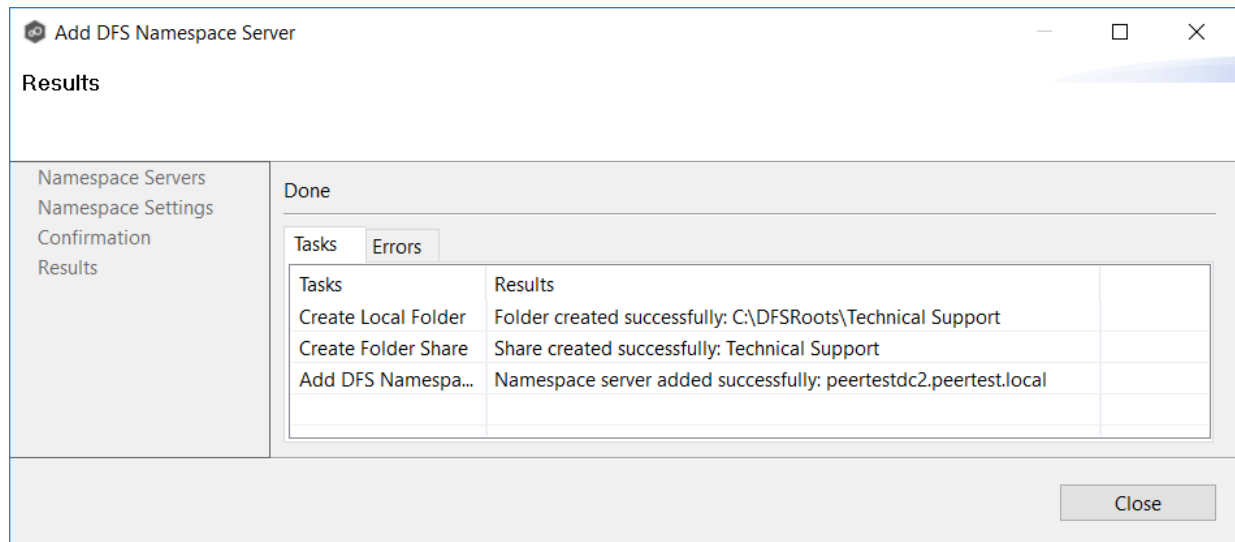 Add DFS Namespace Server
Results
Namespace Servers
Namespace Settings
Confirmation
Results
Done
Tasks Errors
Tasks Results
Create Local Folder Folder created successfully: C:\DFSRoots\Technical Support
Create Folder Share Share created successfully: Technical Support
Add DFS Namespa... Namespace server added successfully: peertestdc2.peertest.local
Close